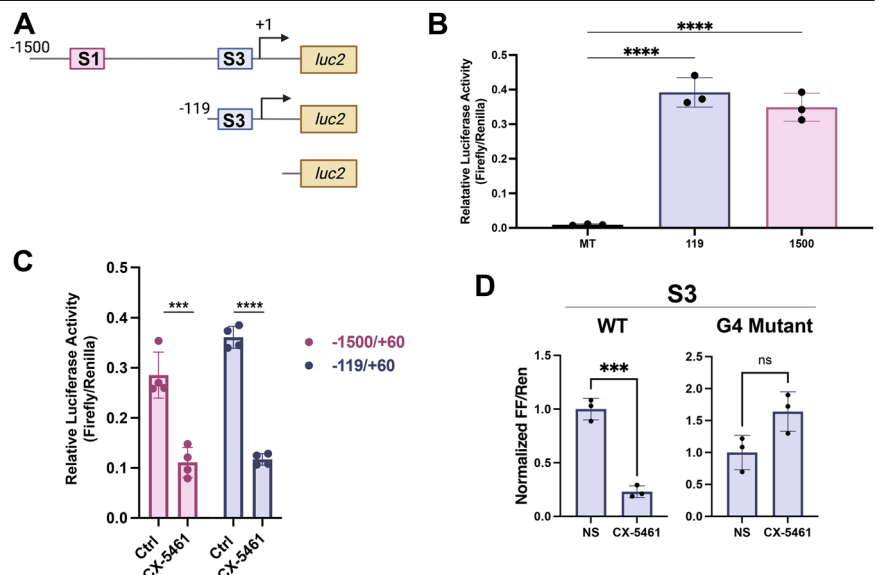 A
-1500
S1
S3
+1
luc2
-119
S3
luc2
luc2
B
Relatative Luciferase Activity
(Firefly/Renilla)
0.5
0.4
0.3
0.2
0.1
0.0
****
****
MT
119
1500
C
Relative Luciferase Activity
(Firefly/Renilla)
0.5
0.4
0.3
0.2
0.1
0.0
***
****
Ctrl
CX-5461
Ctrl
CX-5461
-1500/+60
-119/+60
D
S3
WT
G4 Mutant
Normalized FF/Ren
1.5
1.0
0.5
0.0
***
NS
CX-5461
2.5
2.0
1.5
1.0
0.5
0.0
ns
NS
CX-5461